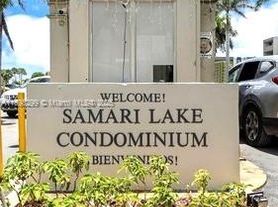 WELCOME!
SAMARI LAKE
CONDOMINIUM
BIENVENIDOS!